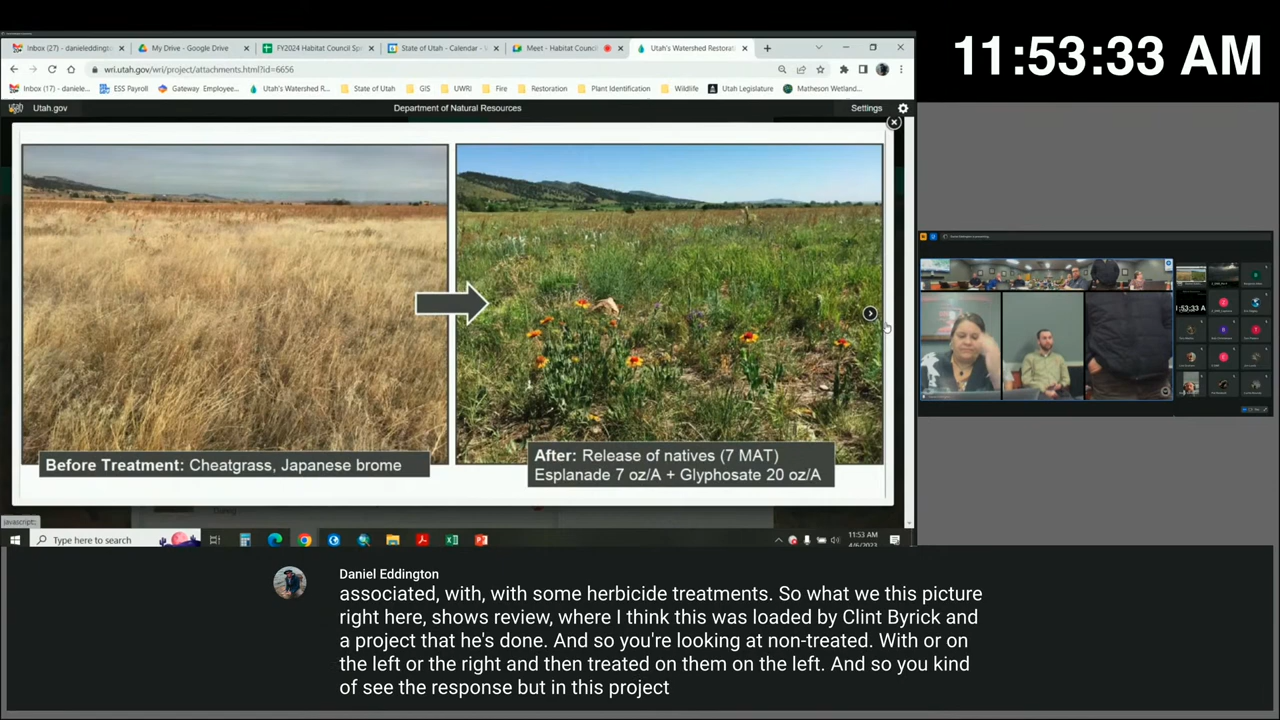 Inbox (27) - danieleddingto
My Drive - Google Drive
FY2024 Habitat Council Sp
State of Utah - Calendar - W
Meet - Habitat Counc
Utah's Watershed Restorat
wri.utah.gov/wri/project/attachments.html?id=6656
Inbox (17) - daniele...
ESS Payroll
Gateway Employee...
Utah's Watershed R...
State of Utah
GIS
UWRI
Fire
Restoration
Plant Identification
Wildlife
Utah Legislature
Matheson Wetland...
Utah.gov
Department of Natural Resources
Settings
Before Treatment: Cheatgrass, Japanese brome
After: Release of natives (7 MAT)
Esplanade 7 oz/A + Glyphosate 20 oz/A
javascript:
Type here to search
11:53 AM
4/6/2023
11:53:33 AM
Daniel Eddington
associated, with, with some herbicide treatments. So what we this picture
right here, shows review, where I think this was loaded by Clint Byrick and
a project that he's done. And so you're looking at non-treated. With or on
the left or the right and then treated on them on the left. And so you kind
of see the response but in this project